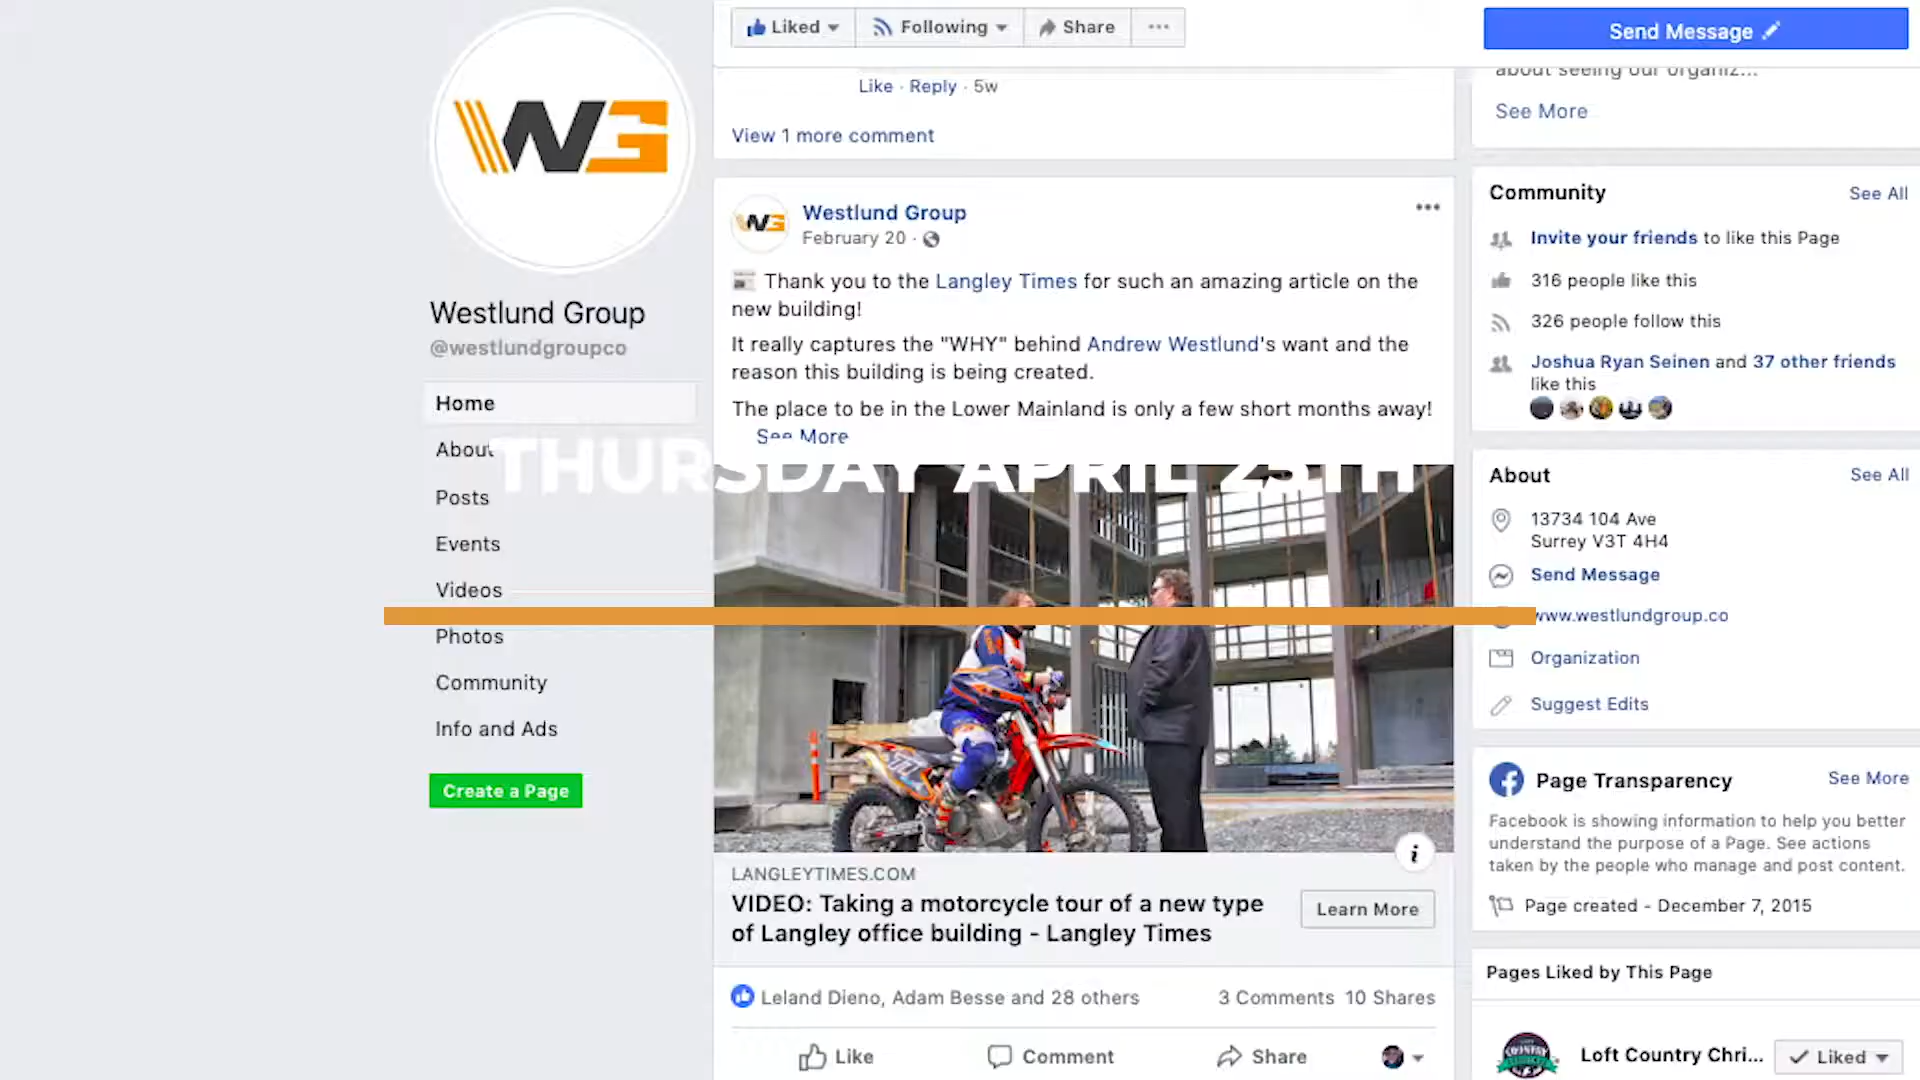 Liked
Following
Share
Send Message
Like · Reply · 5w
View 1 more comment
about seeing our organiz...
See More
WG
Westlund Group
@westlundgroupco
Home
About
Posts
Events
Videos
Photos
Community
Info and Ads
Create a Page
WG
Westlund Group
February 20 ·
Thank you to the Langley Times for such an amazing article on the
new building!
It really captures the "WHY" behind Andrew Westlund's want and the
reason this building is being created.
The place to be in the Lower Mainland is only a few short months away!
See More
THURSDAY APRIL 25TH
LANGLEYTIMES.COM
VIDEO: Taking a motorcycle tour of a new type
of Langley office building - Langley Times
Learn More
Leland Dieno, Adam Besse and 28 others
3 Comments 10 Shares
Like
Comment
Share
Community
See All
Invite your friends to like this Page
316 people like this
326 people follow this
Joshua Ryan Seinen and 37 other friends
like this
About
See All
13734 104 Ave
Surrey V3T 4H4
Send Message
www.westlundgroup.co
Organization
Suggest Edits
Page Transparency
See More
Facebook is showing information to help you better
understand the purpose of a Page. See actions
taken by the people who manage and post content.
Page created - December 7, 2015
Pages Liked by This Page
Loft Country Chri...
Liked